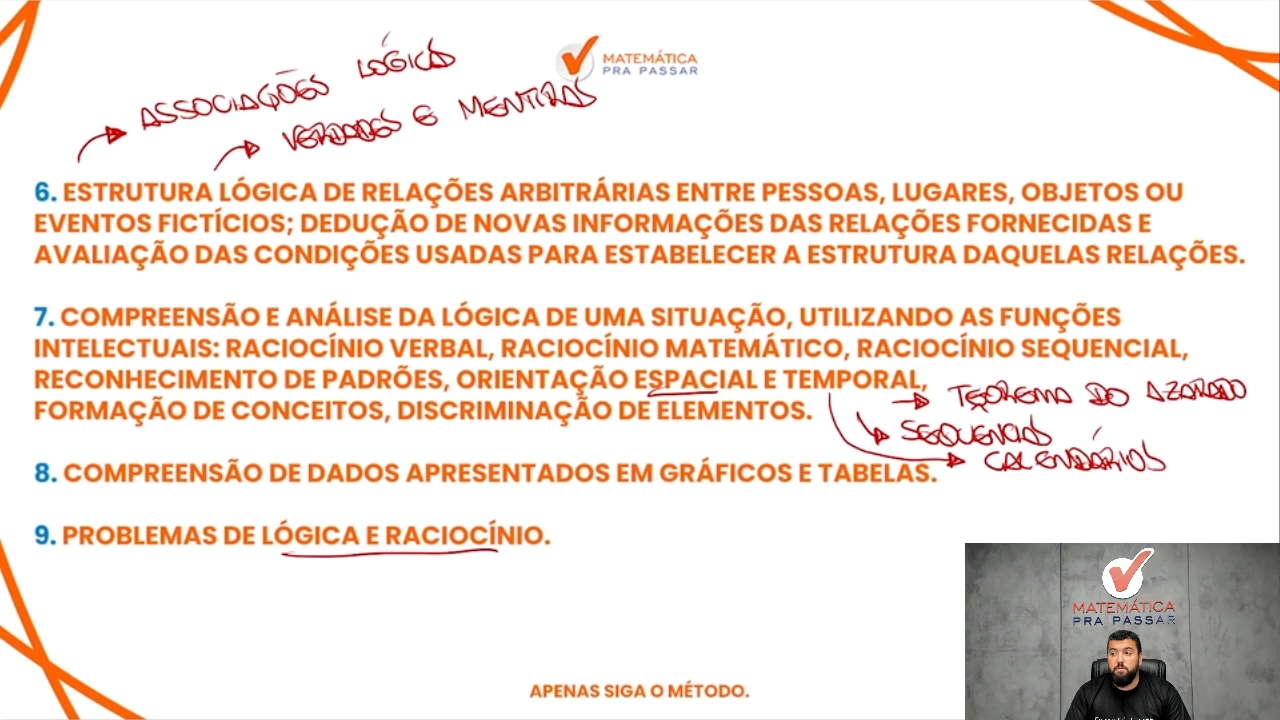 MATEMÁTICA
PRA PASSAR
ASSOCIAÇÕES LÓGICAS
VERDADES E MENTIRAS
6. ESTRUTURA LÓGICA DE RELAÇÕES ARBITRÁRIAS ENTRE PESSOAS, LUGARES, OBJETOS OU
EVENTOS FICTÍCIOS; DEDUÇÃO DE NOVAS INFORMAÇÕES DAS RELAÇÕES FORNECIDAS E
AVALIAÇÃO DAS CONDIÇÕES USADAS PARA ESTABELECER A ESTRUTURA DAQUELAS RELAÇÕES.
7. COMPREENSÃO E ANÁLISE DA LÓGICA DE UMA SITUAÇÃO, UTILIZANDO AS FUNÇÕES
INTELECTUAIS: RACIOCÍNIO VERBAL, RACIOCÍNIO MATEMÁTICO, RACIOCÍNIO SEQUENCIAL,
RECONHECIMENTO DE PADRÕES, ORIENTAÇÃO ESPACIAL E TEMPORAL,
FORMAÇÃO DE CONCEITOS, DISCRIMINAÇÃO DE ELEMENTOS.
TEOREMA DO AZARADO
SEQUÊNCIAS
CALENDÁRIOS
8. COMPREENSÃO DE DADOS APRESENTADOS EM GRÁFICOS E TABELAS.
9. PROBLEMAS DE LÓGICA E RACIOCÍNIO.
MATEMÁTICA
PRA PASSAR
APENAS SIGA O MÉTODO.